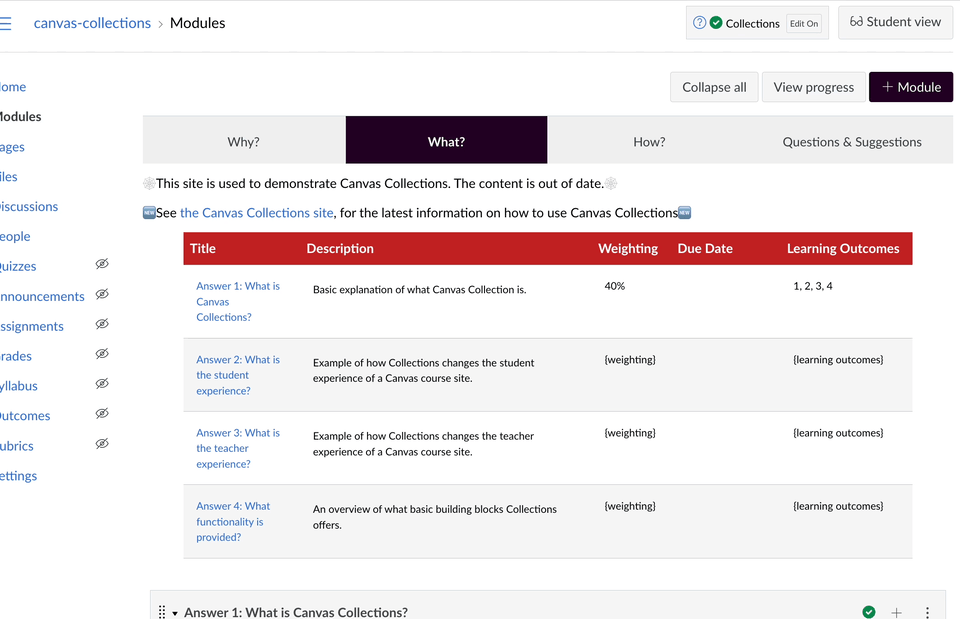 canvas-collections › Modules
Collections Edit On
Student view
Collapse all View progress + Module
ome
Modules
ages
iles
iscussions
eople
uizzes
nnouncements
ssignments
rades
yllabus
utcomes
ubrics
ettings
Why? What? How? Questions & Suggestions
This site is used to demonstrate Canvas Collections. The content is out of date.
🆕See the Canvas Collections site, for the latest information on how to use Canvas Collections🆕
Title Description Weighting Due Date Learning Outcomes
Answer 1: What is
Canvas
Collections?
Basic explanation of what Canvas Collection is.
40%
1, 2, 3, 4
Answer 2: What is
the student
experience?
Example of how Collections changes the student
experience of a Canvas course site.
{weighting}
{learning outcomes}
Answer 3: What is
the teacher
experience?
Example of how Collections changes the teacher
experience of a Canvas course site.
{weighting}
{learning outcomes}
Answer 4: What
functionality is
provided?
An overview of what basic building blocks Collections
offers.
{weighting}
{learning outcomes}
Answer 1: What is Canvas Collections?